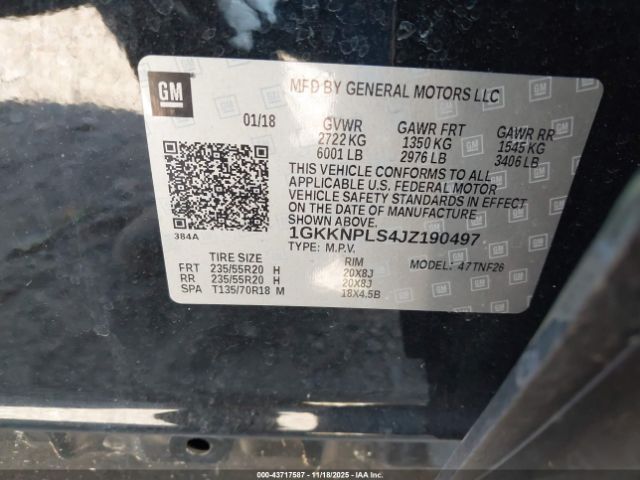 GM
MFD BY GENERAL MOTORS LLC
01/18 GVWR GAWR FRT GAWR RR
2722 KG 1350 KG 1545 KG
6001 LB 2976 LB 3406 LB
THIS VEHICLE CONFORMS TO ALL
APPLICABLE U.S. FEDERAL MOTOR
VEHICLE SAFETY STANDARDS IN EFFECT
ON THE DATE OF MANUFACTURE
SHOWN ABOVE.
384A
1GKKNPLS4JZ190497
TYPE: M.P.V. MODEL: 47TNF26
TIRE SIZE RIM
FRT 235/55R20 H 20X8J
RR 235/55R20 H 20X8J
SPA T135/70R18 M 18X4.5B
000-43717587 - 11/18/2025 - IAAI.COM